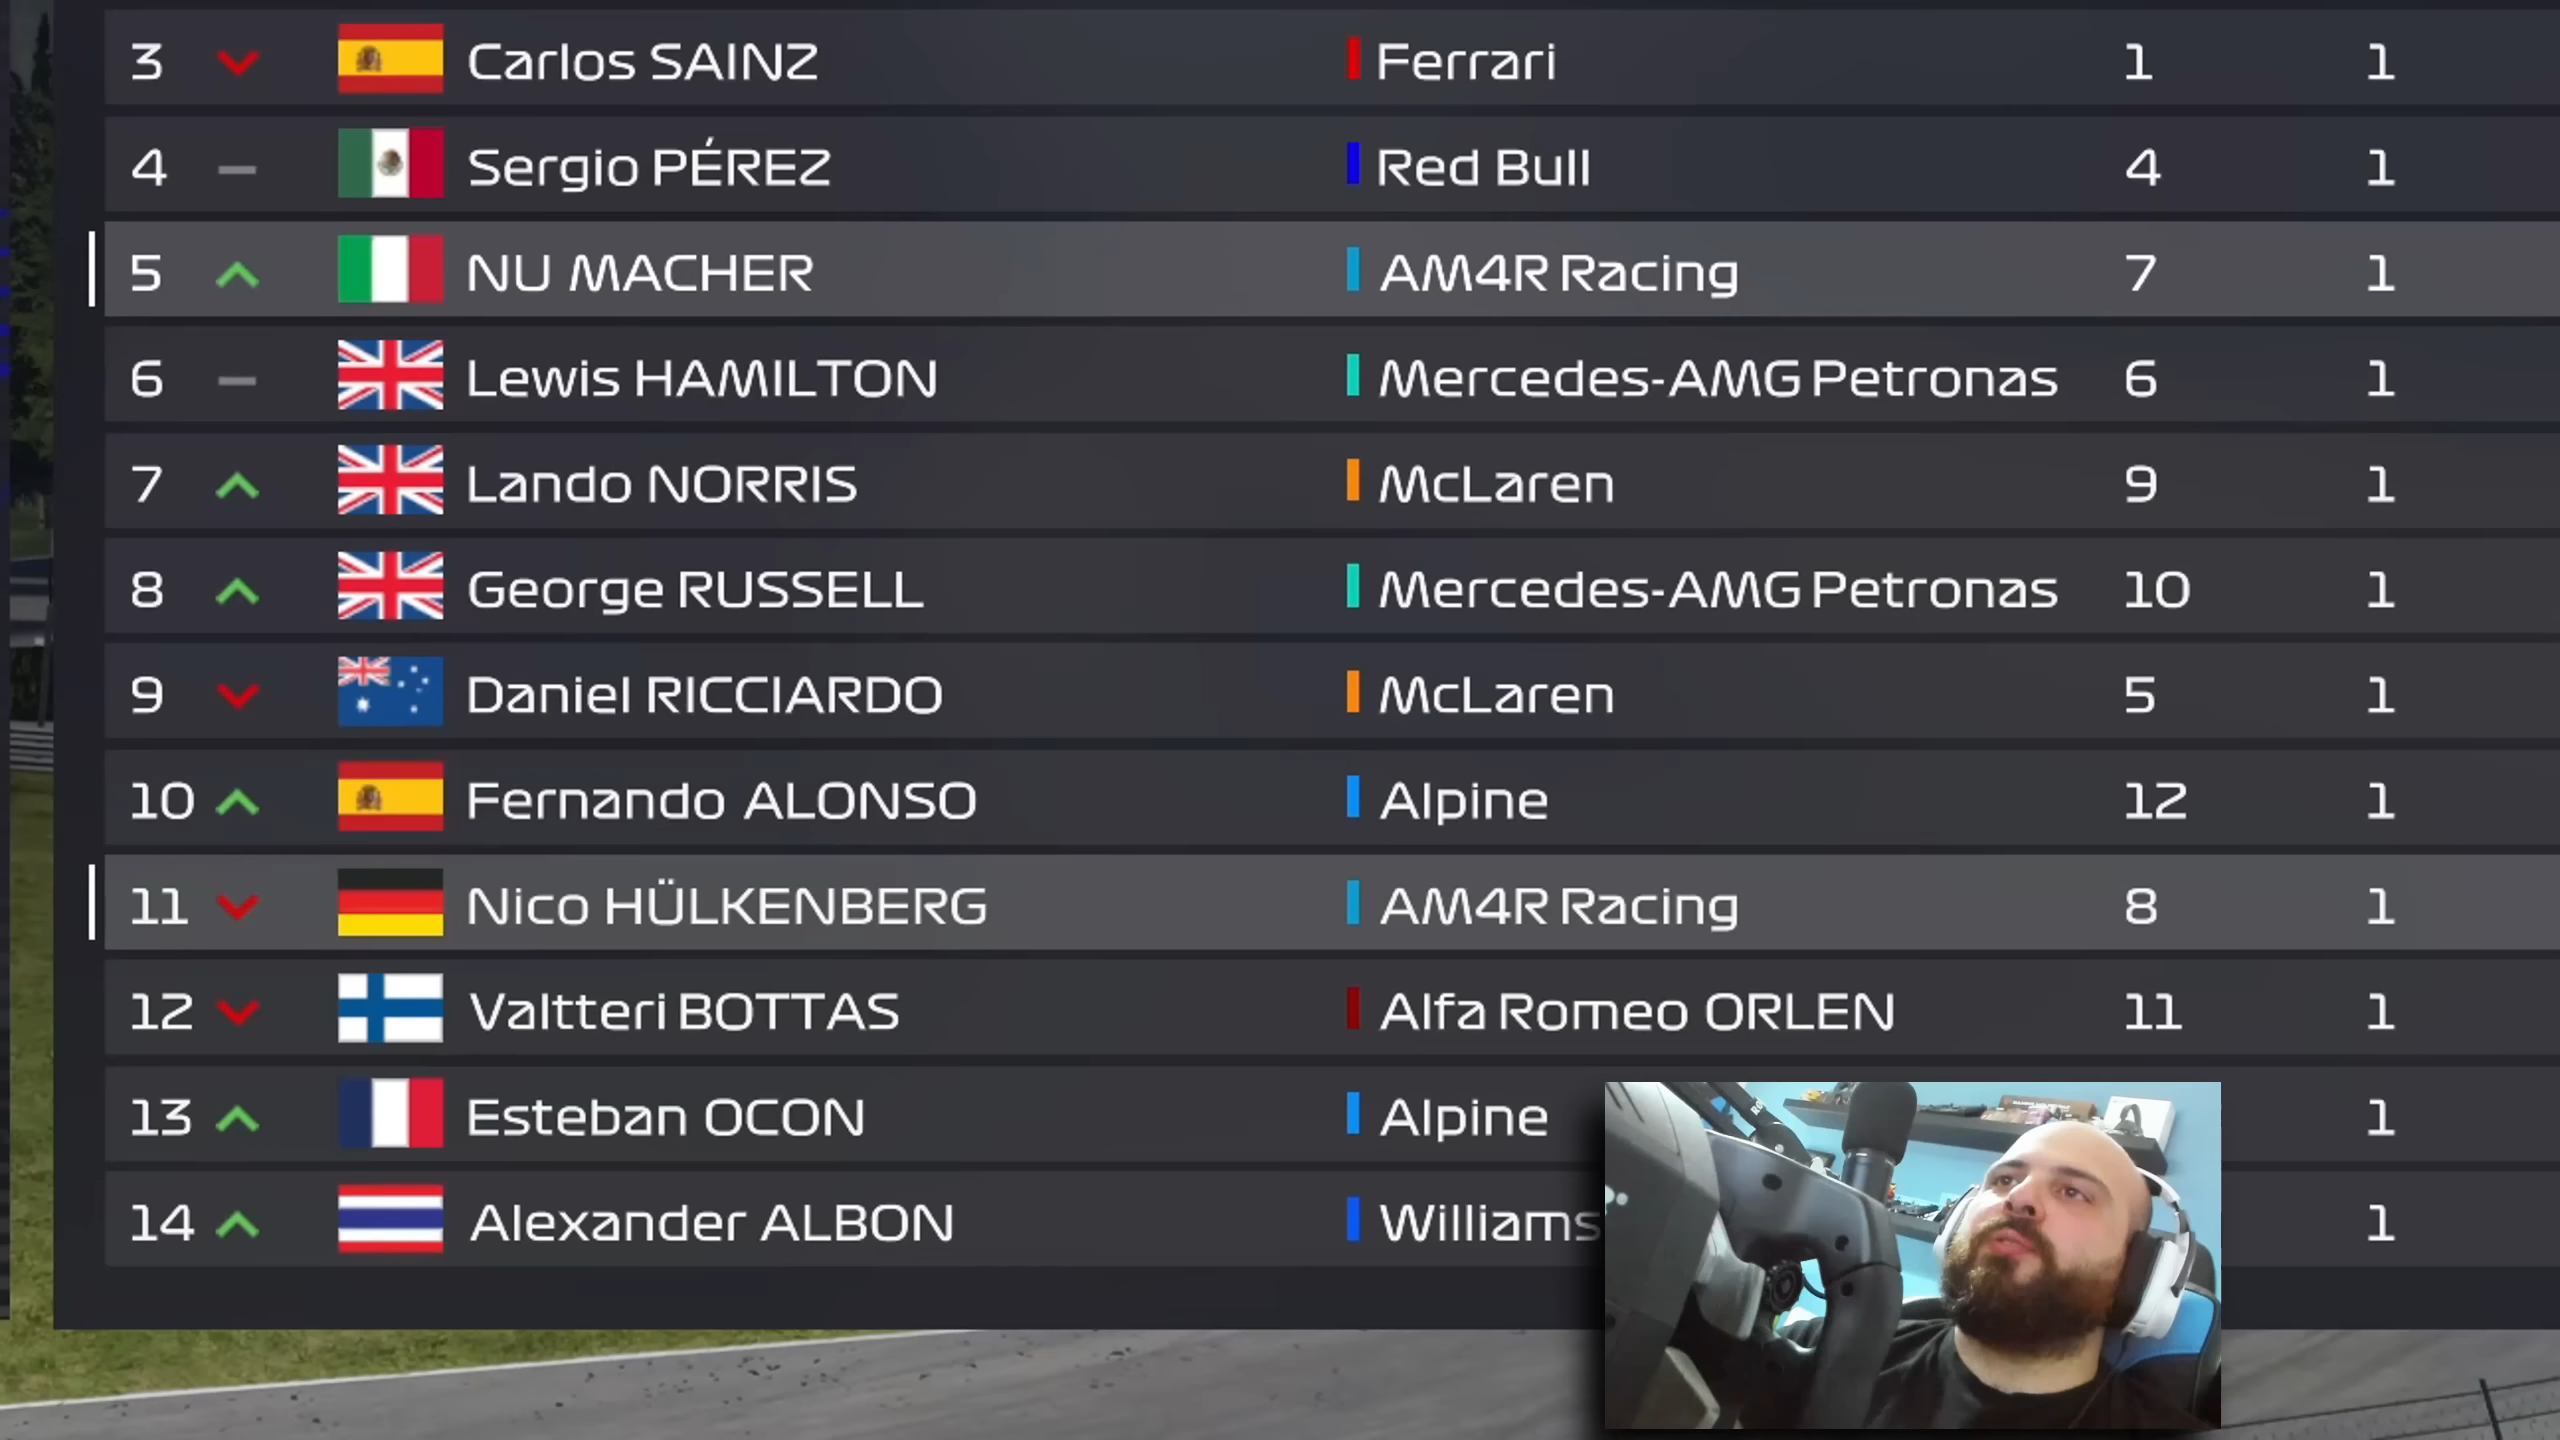 3 Carlos SAINZ Ferrari 1 1
4 Sergio PÉREZ Red Bull 4 1
5 NU MACHER AM4R Racing 7 1
6 Lewis HAMILTON Mercedes-AMG Petronas 6 1
7 Lando NORRIS McLaren 9 1
8 George RUSSELL Mercedes-AMG Petronas 10 1
9 Daniel RICCIARDO McLaren 5 1
10 Fernando ALONSO Alpine 12 1
11 Nico HÜLKENBERG AM4R Racing 8 1
12 Valtteri BOTTAS Alfa Romeo ORLEN 11 1
13 Esteban OCON Alpine 1
14 Alexander ALBON Williams 1